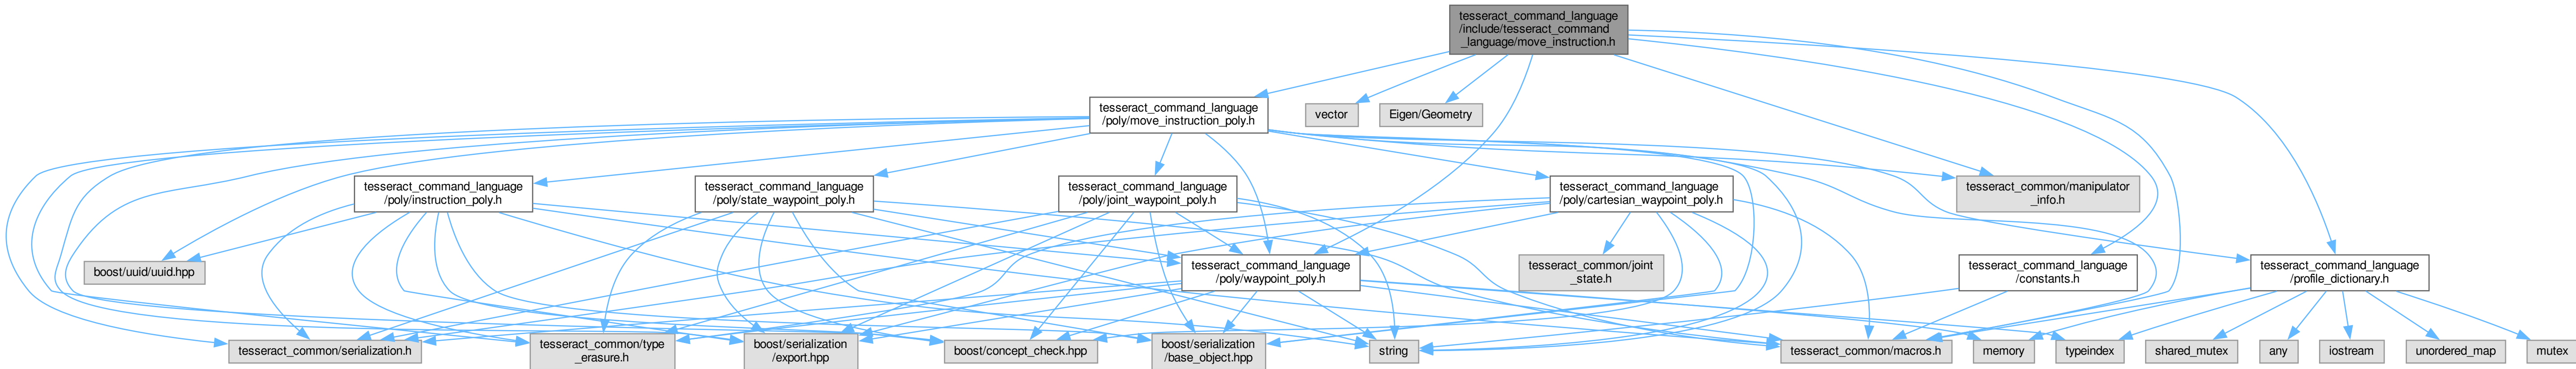 tesseract_command_language
/include/tesseract_command
_language/move_instruction.h
tesseract_command_language
/poly/move_instruction_poly.h
vector
Eigen/Geometry
tesseract_command_language
/poly/instruction_poly.h
tesseract_command_language
/poly/state_waypoint_poly.h
tesseract_command_language
/poly/joint_waypoint_poly.h
tesseract_command_language
/poly/cartesian_waypoint_poly.h
tesseract_common/manipulator
_info.h
boost/uuid/uuid.hpp
tesseract_command_language
/poly/waypoint_poly.h
tesseract_common/joint
_state.h
tesseract_command_language
/constants.h
tesseract_command_language
/profile_dictionary.h
tesseract_common/serialization.h
tesseract_common/type
_erasure.h
boost/serialization
/export.hpp
boost/concept_check.hpp
boost/serialization
/base_object.hpp
string
tesseract_common/macros.h
memory
typeindex
shared_mutex
any
iostream
unordered_map
mutex